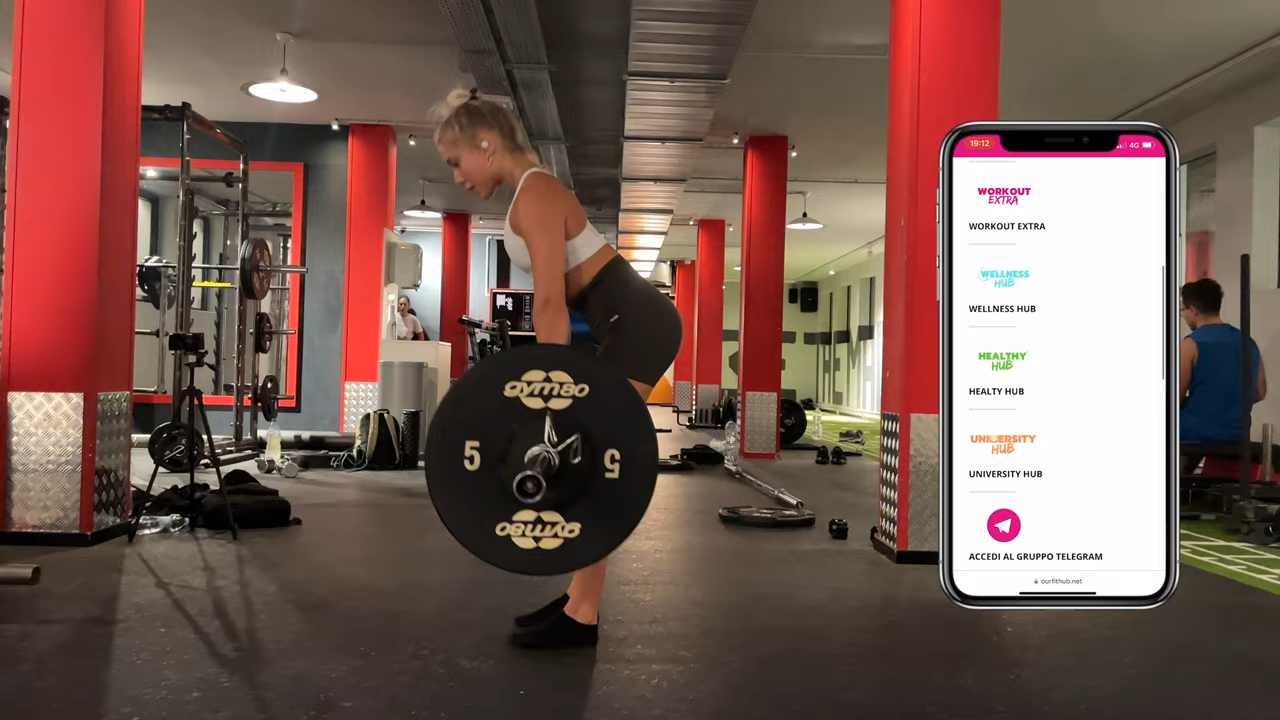 gymso
5
5
gymso
19:12
4G
WORKOUT
EXTRA
WORKOUT EXTRA
WELLNESS
HUB
WELLNESS HUB
HEALTHY
HUB
HEALTY HUB
UNIVERSITY
HUB
UNIVERSITY HUB
ACCEDI AL GRUPPO TELEGRAM
ourfithub.net